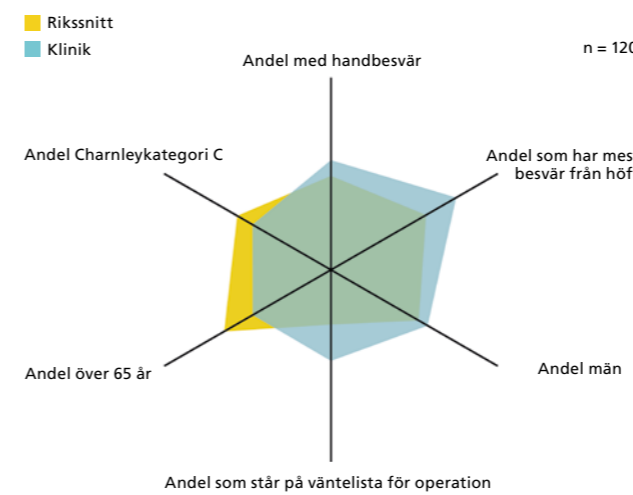 Rikssnitt
Klinik
n = 120
Andel med handbesvär
Andel Charnleykategori C
Andel som har mes
besvär från höf
Andel över 65 år
Andel män
Andel som står på väntelista för operation